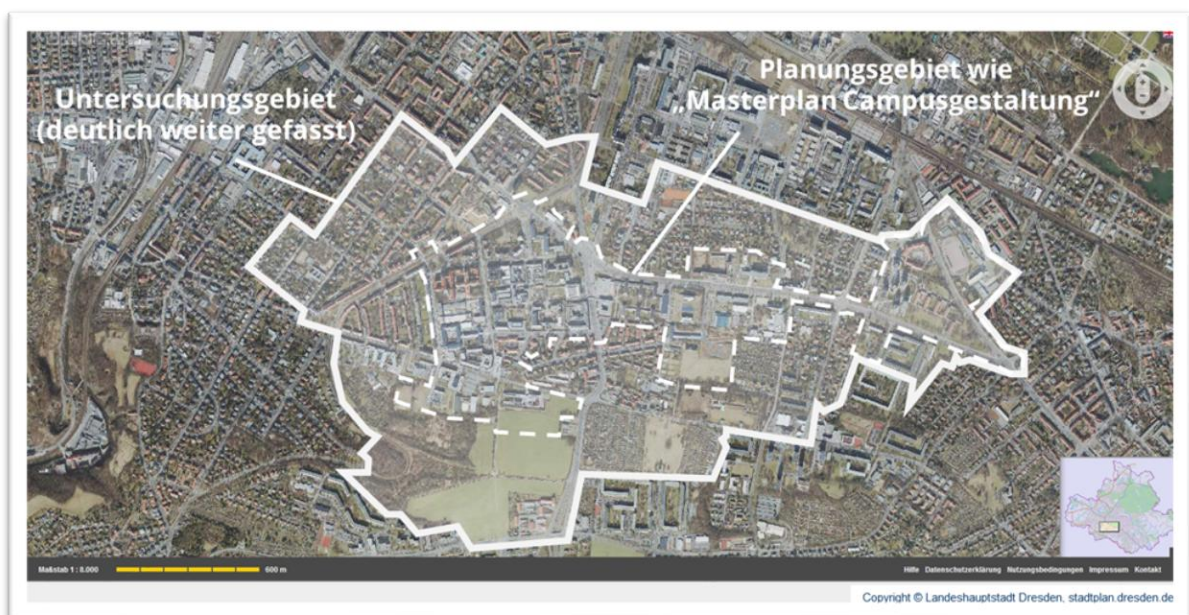 Untersuchungsgebiet
(deutlich weiter gefasst)
Planungsgebiet wie
„Masterplan Campusgestaltung“
Maßstab 1 : 8.000
600 m
Hilfe Datenschutzerklärung Nutzungsbedingungen Impressum Kontakt
Copyright © Landeshauptstadt Dresden, stadtplan.dresden.de